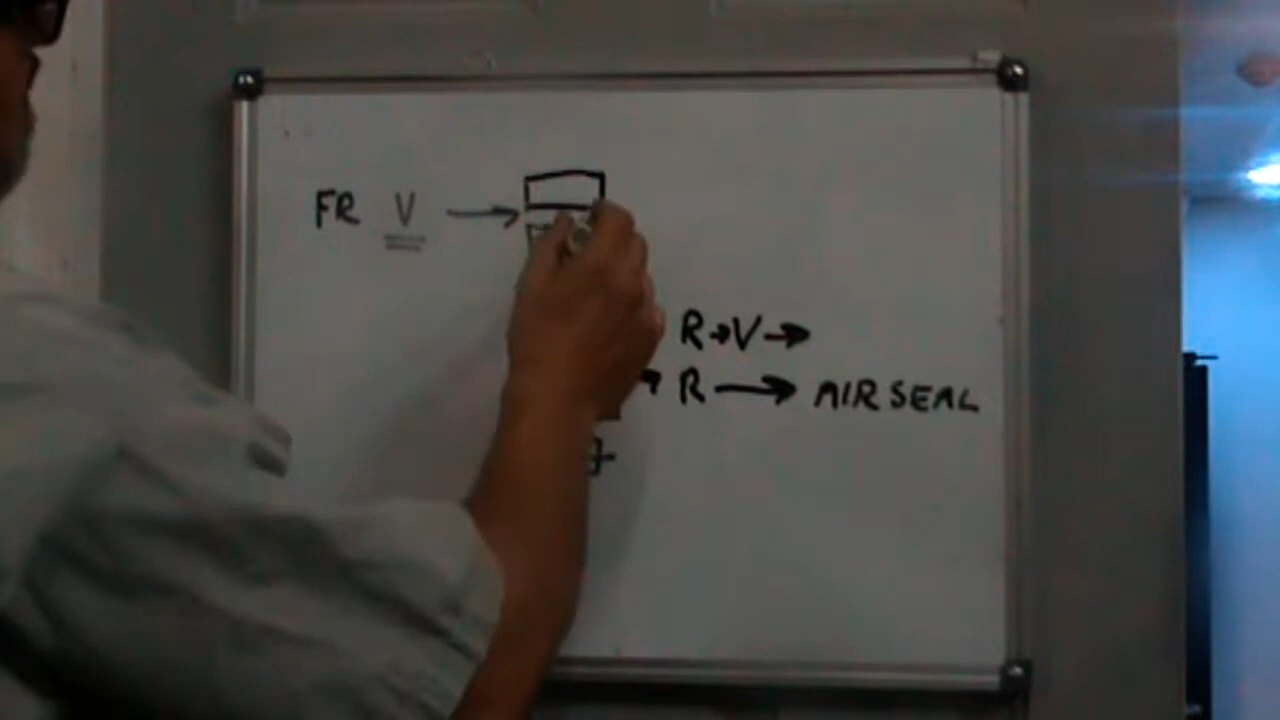 FR V →
R→V→
R → AIR SEAL